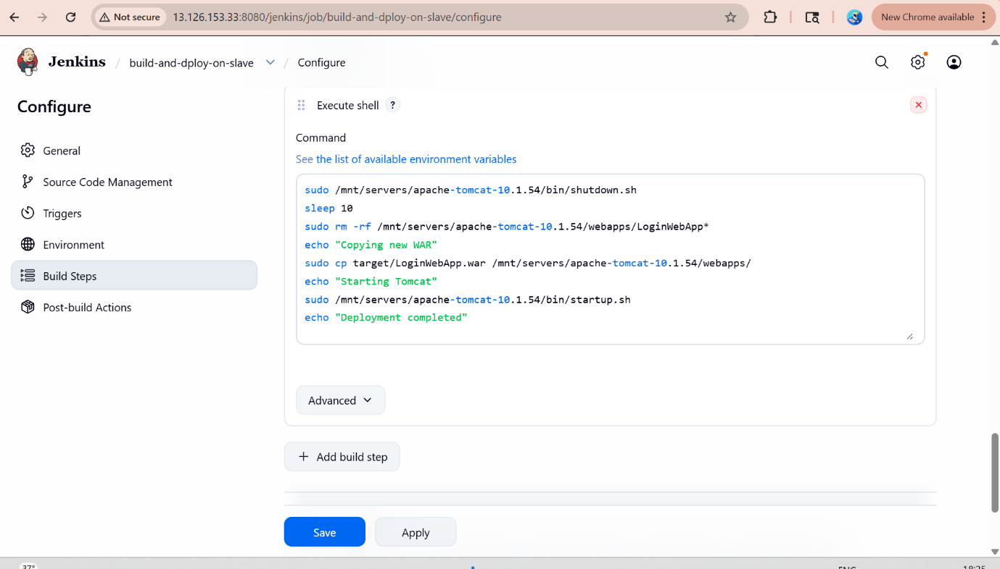 Not secure 13.126.153.33:8080/jenkins/job/build-and-dploy-on-slave/configure New Chrome available
Jenkins / build-and-dploy-on-slave / Configure
Configure
General
Source Code Management
Triggers
Environment
Build Steps
Post-build Actions
Execute shell ?
Command
See the list of available environment variables
sudo /mnt/servers/apache-tomcat-10.1.54/bin/shutdown.sh
sleep 10
sudo rm -rf /mnt/servers/apache-tomcat-10.1.54/webapps/LoginWebApp*
echo "Copying new WAR"
sudo cp target/LoginWebApp.war /mnt/servers/apache-tomcat-10.1.54/webapps/
echo "Starting Tomcat"
sudo /mnt/servers/apache-tomcat-10.1.54/bin/startup.sh
echo "Deployment completed"
Advanced
+ Add build step
Save Apply